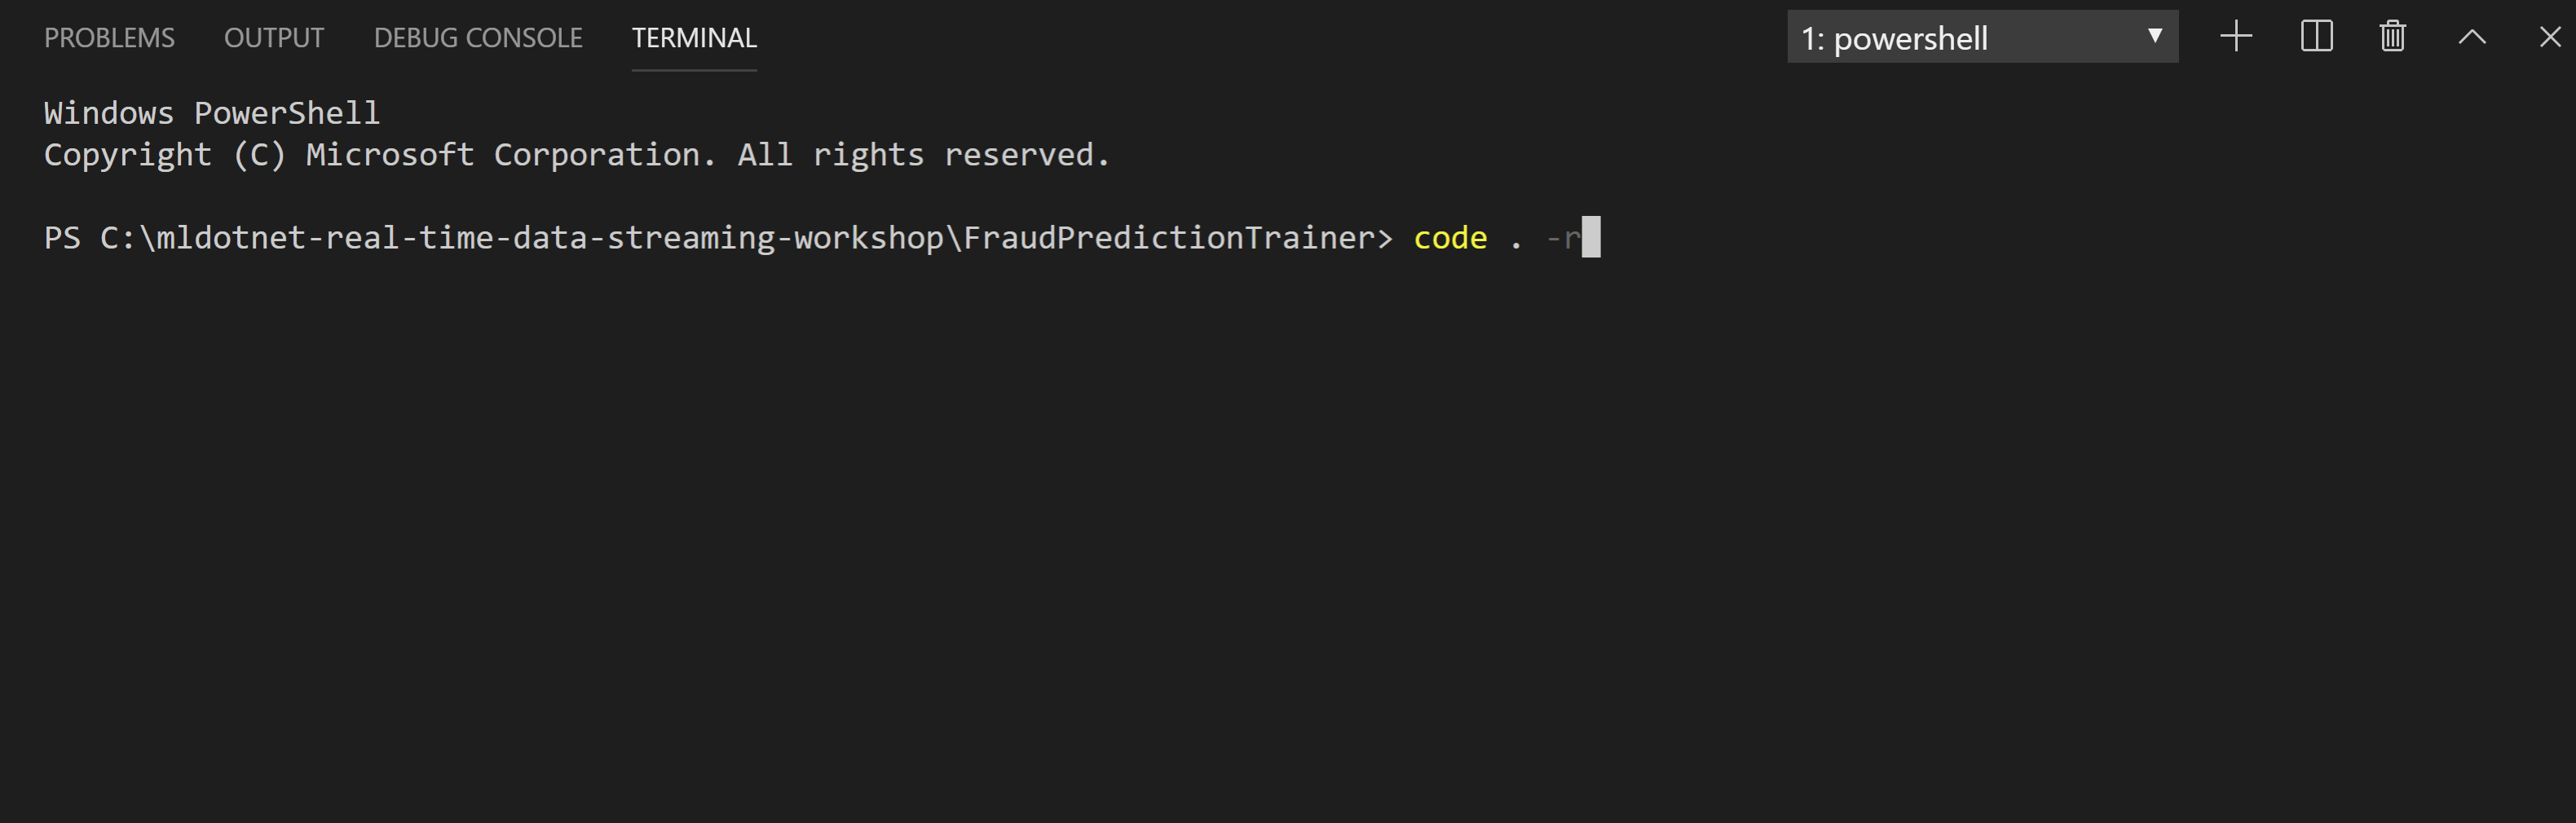 PROBLEMS OUTPUT DEBUG CONSOLE TERMINAL 1: powershell
Windows PowerShell
Copyright (C) Microsoft Corporation. All rights reserved.
PS C:\mldotnet-real-time-data-streaming-workshop\FraudPredictionTrainer> code . -r